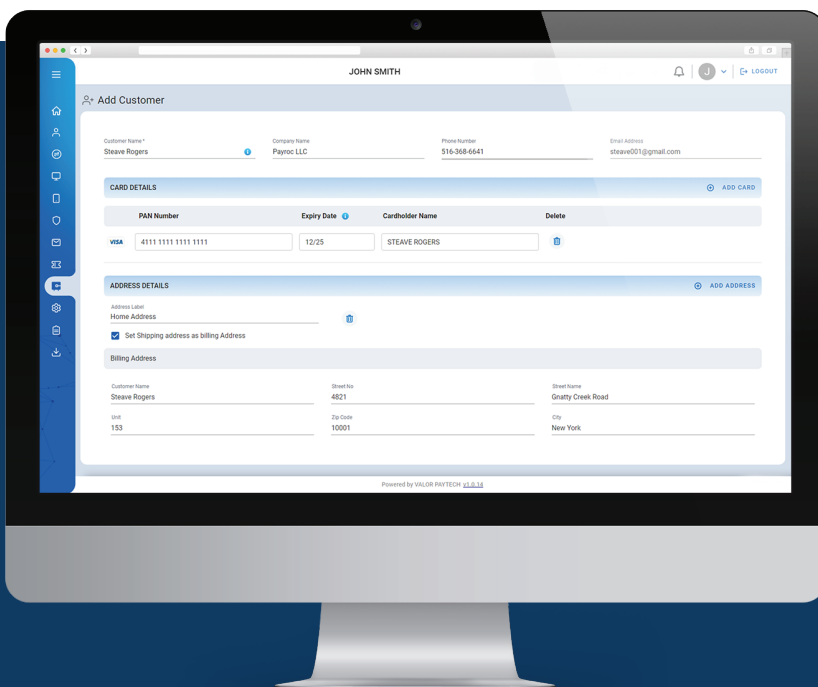 JOHN SMITH
J
LOGOUT
Add Customer
Customer Name * Company Name Phone Number Email Address
Steave Rogers Payroc LLC 516-368-6641 steave001@gmail.com
CARD DETAILS ADD CARD
PAN Number Expiry Date Cardholder Name Delete
VISA 4111 1111 1111 1111 12/25 STEAVE ROGERS
ADDRESS DETAILS ADD ADDRESS
Address Label
Home Address
Set Shipping address as billing Address
Billing Address
Customer Name Street No Street Name
Steave Rogers 4821 Gnatty Creek Road
Unit Zip Code City
153 10001 New York
Powered by VALOR PAYTECH v1.0.14